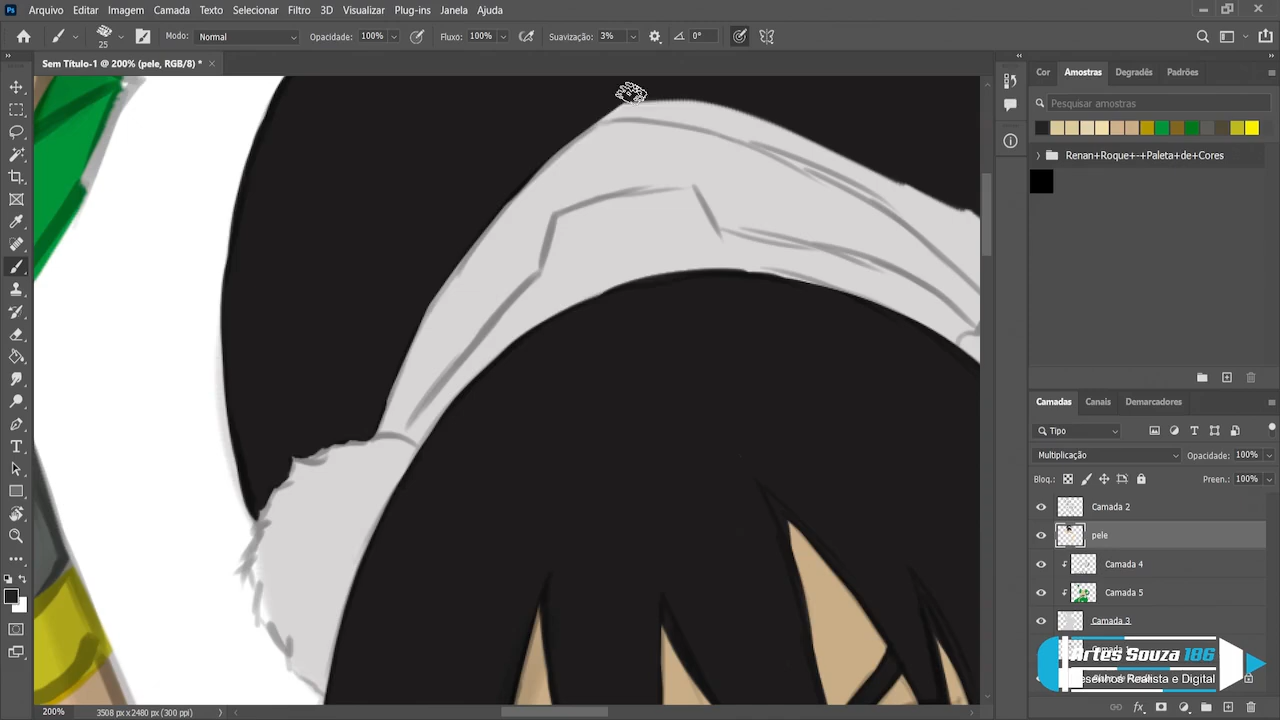 Ps Arquivo Editar Imagem Camada Texto Selecionar Filtro 3D Visualizar Plug-ins Janela Ajuda
25 Modo: Normal Opacidade: 100% Fluxo: 100% Suavização: 3% 0°
Sem Título-1 @ 200% (pele, RGB/8) * ×
Cor Amostras Degradês Padrões
Pesquisar amostras
Renan+Roque+-+Paleta+de+Cores
Camadas Canais Demarcadores
Tipo
Multiplicação Opacidade: 100%
Bloq.: Preen.: 100%
Camada 2
pele
Camada 4
Camada 5
Camada 3
Artes Souza 186
Desenhos Realista e Digital
200% 3508 px x 2480 px (300 ppi)
fx